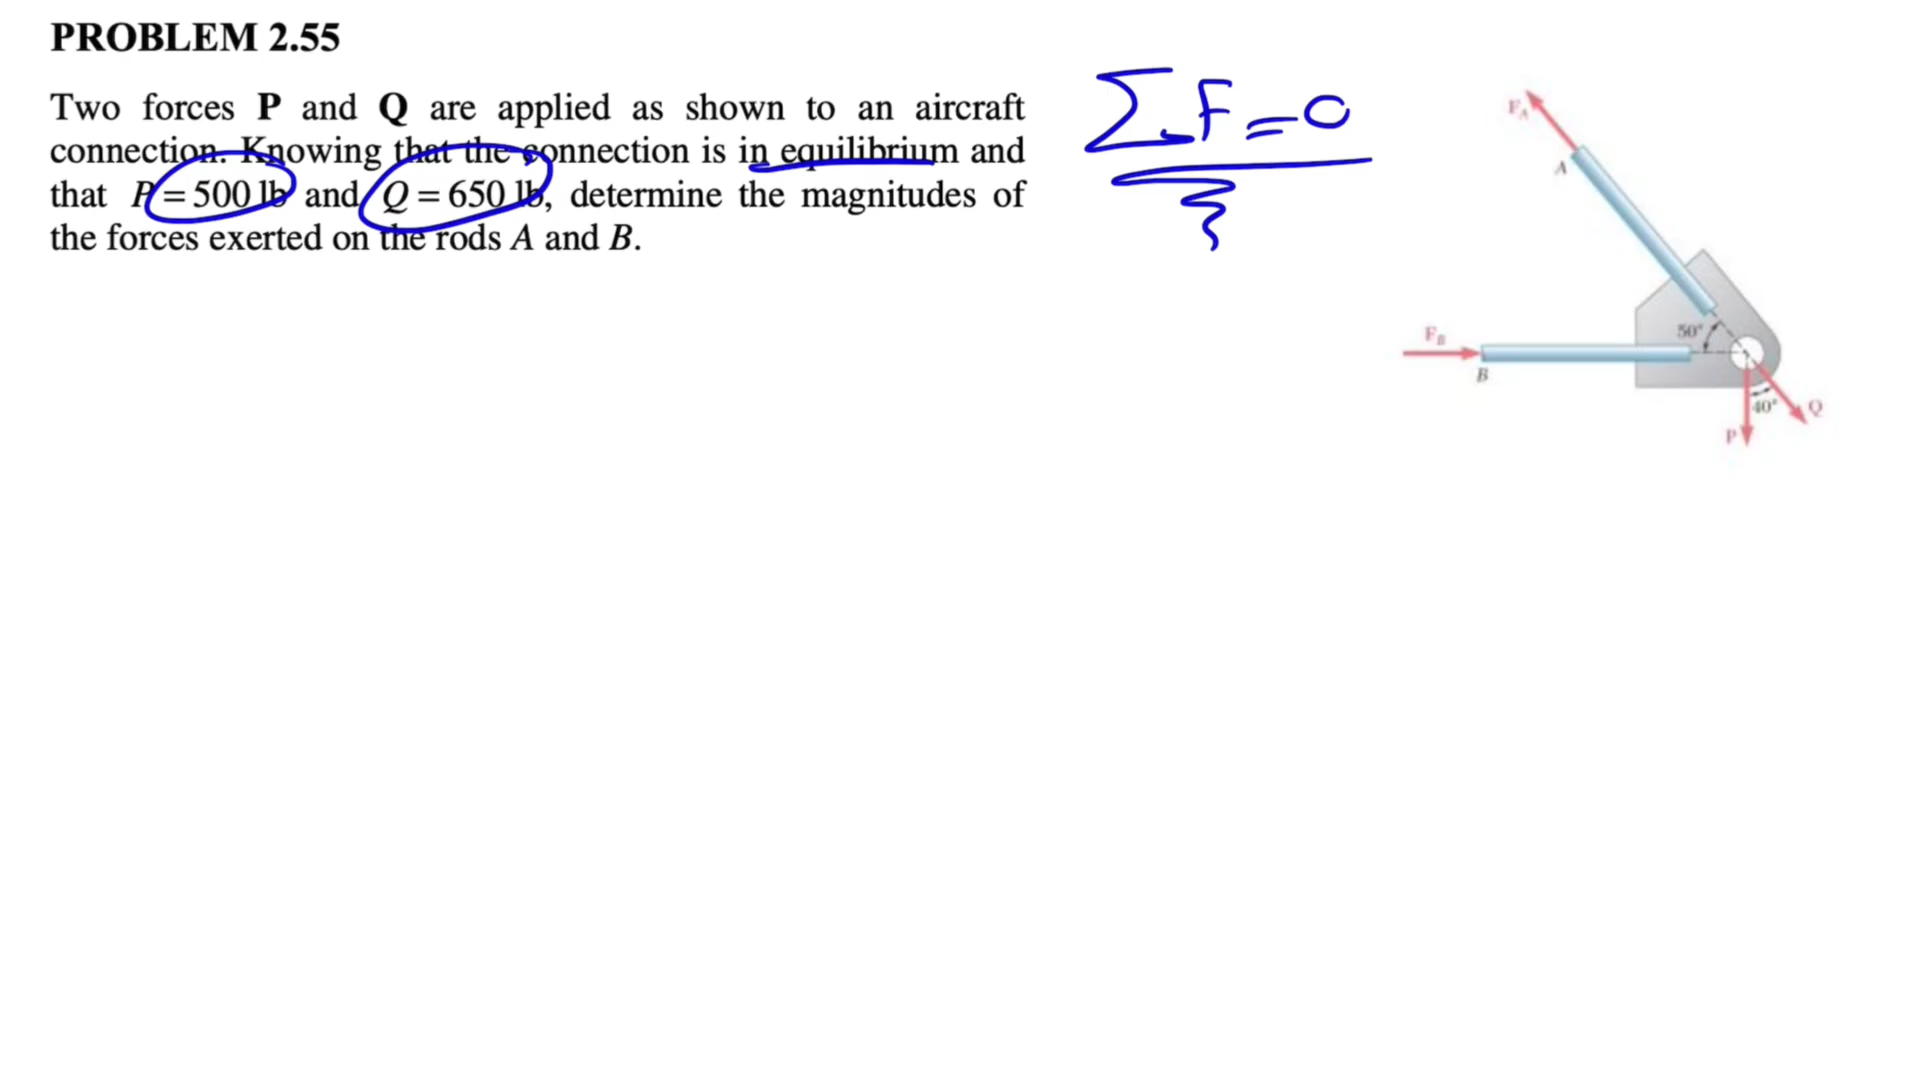 PROBLEM 2.55
Two forces P and Q are applied as shown to an aircraft
connection. Knowing that the connection is in equilibrium and
that P = 500 lb and Q = 650 lb, determine the magnitudes of
the forces exerted on the rods A and B.
∑F=0
F_A
A
50°
F_B
B
40°
Q
P